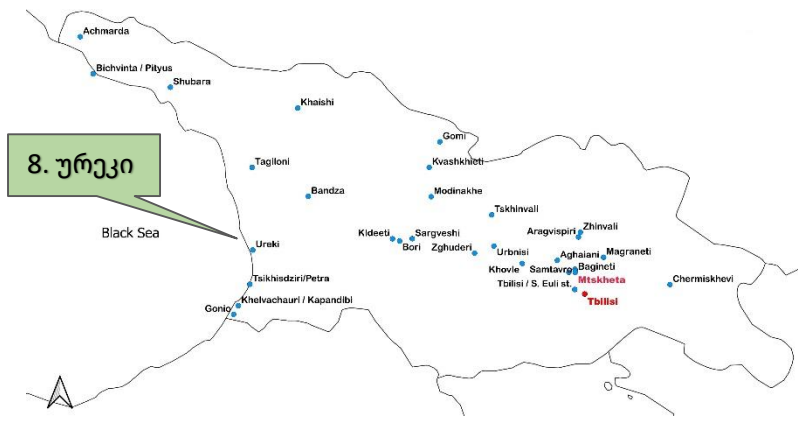 Achmarda
Bichvinta / Pityus
Shubara
Khaishi
Gomi
8. ურეკი
Tagiloni
Kvashkhieti
Bandza
Modinakhe
Tskhinvali
Black Sea
Ureki
Kldeeti
Sargveshi
Bori
Zghuderi
Aragvispiri
Zhinvali
Urbnisi
Aghaiani
Magraneti
Khovle
Samtavro
Bagineti
Mtskheta
Chermiskhevi
Tsikhisdziri/Petra
Tbilisi / S. Euli st.
Tbilisi
Khelvachauri / Kapandibi
Gonio